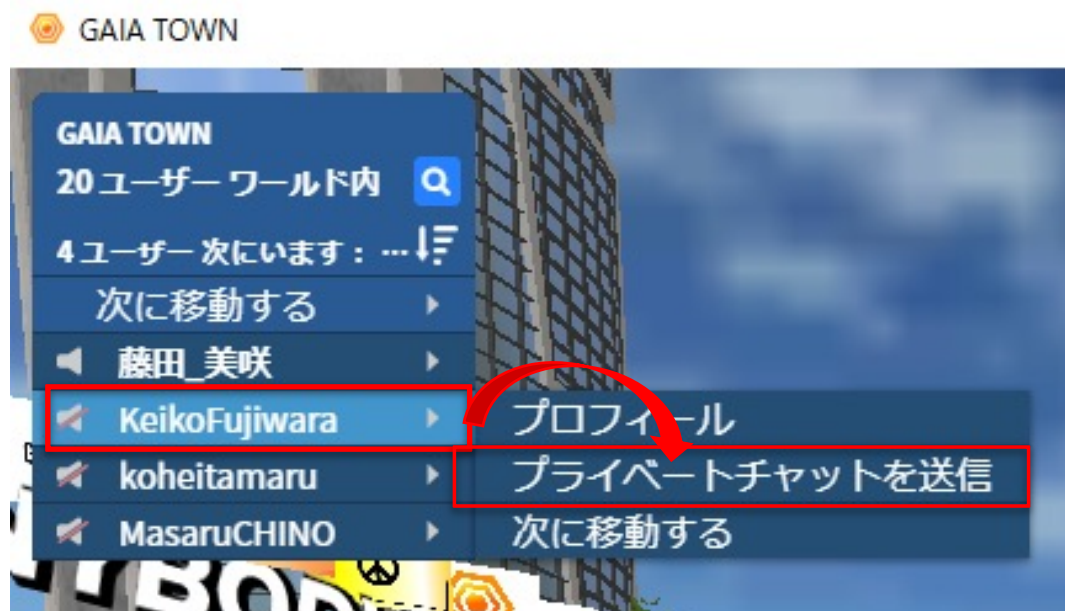 GAIA TOWN
GAIA TOWN
20 ユーザー ワールド内
4 ユーザー 次にいます： …
次に移動する
藤田_美咲
KeikoFujiwara
プロフィール
プライベートチャットを送信
koheitamaru
MasaruCHINO
次に移動する